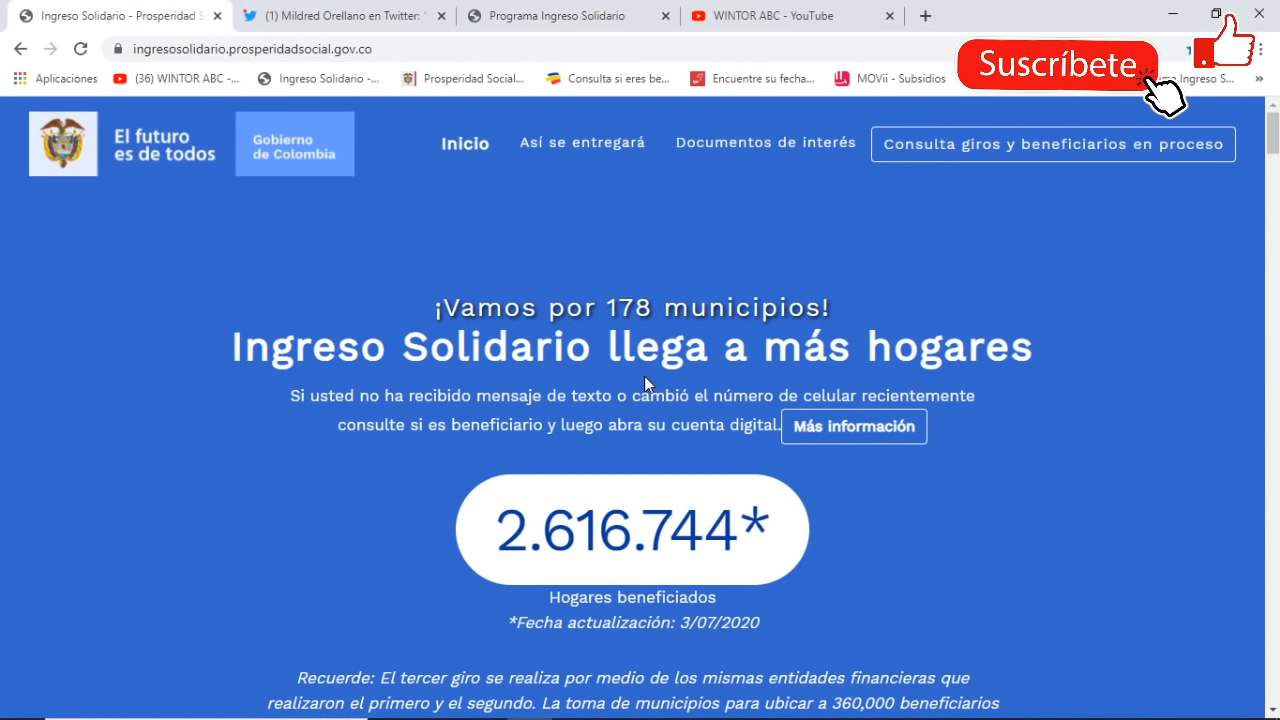 Ingreso Solidario - Prosperidad S
(1) Mildred Orellano en Twitter: "
Programa Ingreso Solidario
WINTOR ABC - YouTube
ingresosolidario.prosperidadsocial.gov.co
Aplicaciones
(36) WINTOR ABC -...
Ingreso Solidario -...
Prosperidad Social...
Consulta si eres be...
Encuentre su fecha...
MOVii - Subsidios
Ingreso S...
»
Suscríbete
El futuro
es de todos
Gobierno
de Colombia
Inicio
Así se entregará
Documentos de interés
Consulta giros y beneficiarios en proceso
¡Vamos por 178 municipios!
Ingreso Solidario llega a más hogares
Si usted no ha recibido mensaje de texto o cambió el número de celular recientemente
consulte si es beneficiario y luego abra su cuenta digital. Más información
2.616.744*
Hogares beneficiados
*Fecha actualización: 3/07/2020
Recuerde: El tercer giro se realiza por medio de los mismas entidades financieras que
realizaron el primero y el segundo. La toma de municipios para ubicar a 360,000 beneficiarios